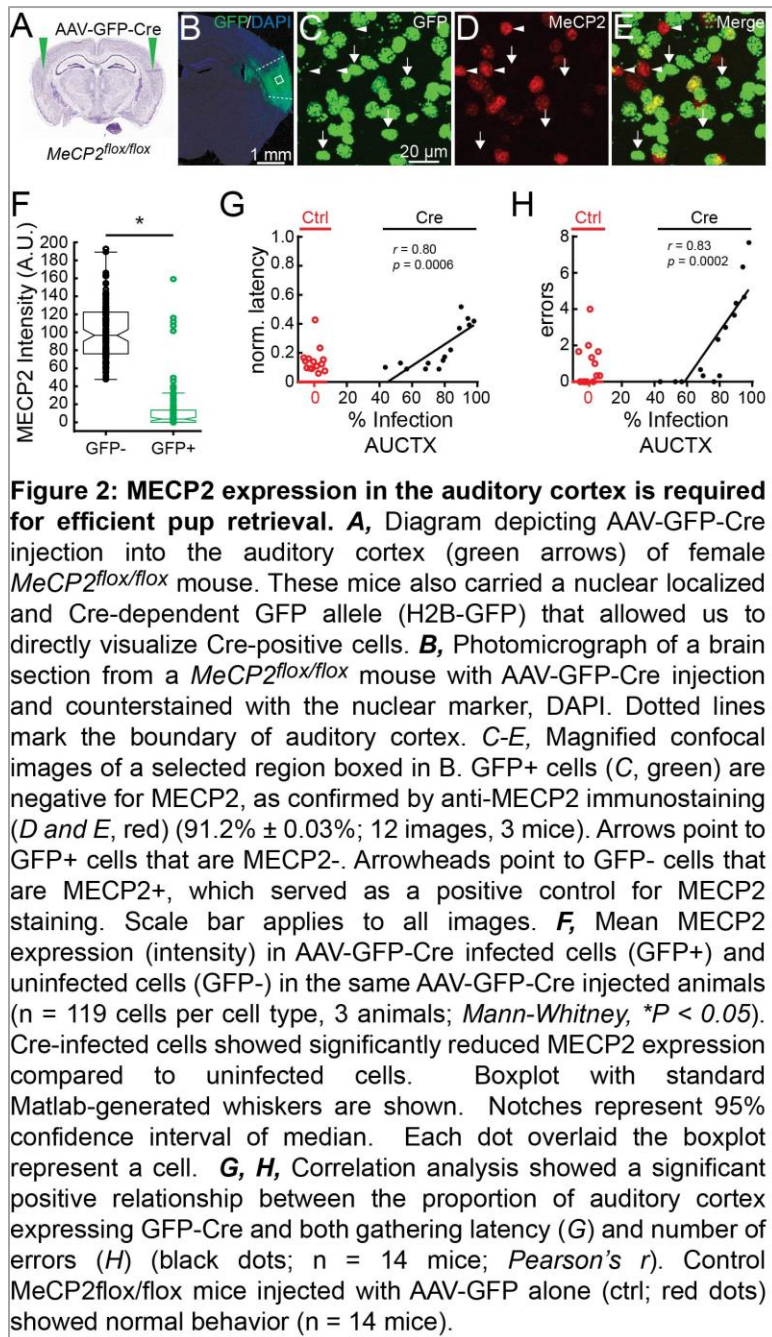 A
AAV-GFP-Cre
MeCP2flox/flox
B
GFP/DAPI
1 mm
C
GFP
20 µm
D
MeCP2
E
Merge
F
*
MECP2 Intensity (A.U.)
200
180
160
140
120
100
80
60
40
20
0
GFP-
GFP+
G
Ctrl
Cre
r = 0.80
p = 0.0006
norm. latency
1.0
0.8
0.4
0.2
0
0
20
40
60
80
100
% Infection
AUCTX
H
Ctrl
Cre
r = 0.83
p = 0.0002
errors
8
6
4
2
0
0
20
40
60
80
100
% Infection
AUCTX
Figure 2: MECP2 expression in the auditory cortex is required
for efficient pup retrieval. A, Diagram depicting AAV-GFP-Cre
injection into the auditory cortex (green arrows) of female
MeCP2flox/flox mouse. These mice also carried a nuclear localized
and Cre-dependent GFP allele (H2B-GFP) that allowed us to
directly visualize Cre-positive cells. B, Photomicrograph of a brain
section from a MeCP2flox/flox mouse with AAV-GFP-Cre injection
and counterstained with the nuclear marker, DAPI. Dotted lines
mark the boundary of auditory cortex. C-E, Magnified confocal
images of a selected region boxed in B. GFP+ cells (C, green) are
negative for MECP2, as confirmed by anti-MECP2 immunostaining
(D and E, red) (91.2% ± 0.03%; 12 images, 3 mice). Arrows point to
GFP+ cells that are MECP2-. Arrowheads point to GFP- cells that
are MECP2+, which served as a positive control for MECP2
staining. Scale bar applies to all images. F, Mean MECP2
expression (intensity) in AAV-GFP-Cre infected cells (GFP+) and
uninfected cells (GFP-) in the same AAV-GFP-Cre injected animals
(n = 119 cells per cell type, 3 animals; Mann-Whitney, *P < 0.05).
Cre-infected cells showed significantly reduced MECP2 expression
compared to uninfected cells. Boxplot with standard
Matlab-generated whiskers are shown. Notches represent 95%
confidence interval of median. Each dot overlaid the boxplot
represent a cell. G, H, Correlation analysis showed a significant
positive relationship between the proportion of auditory cortex
expressing GFP-Cre and both gathering latency (G) and number of
errors (H) (black dots; n = 14 mice; Pearson's r). Control
MeCP2flox/flox mice injected with AAV-GFP alone (ctrl; red dots)
showed normal behavior (n = 14 mice).